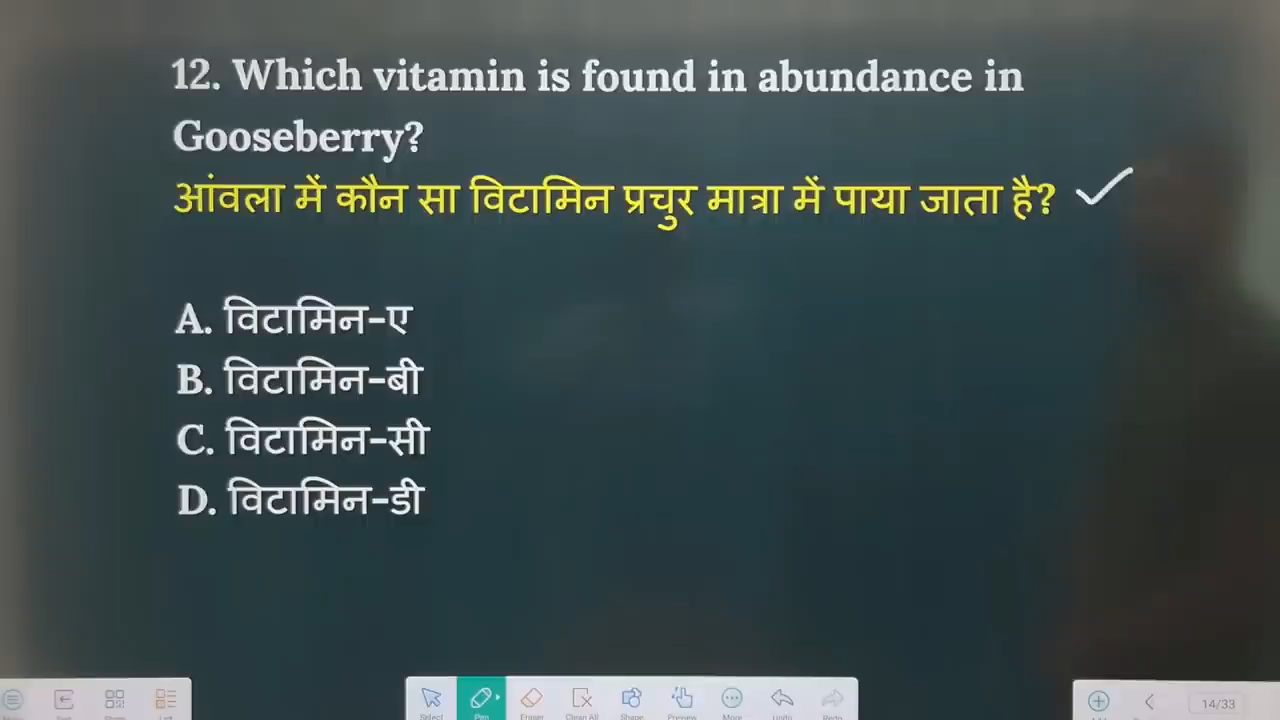 12. Which vitamin is found in abundance in
Gooseberry?
आंवला में कौन सा विटामिन प्रचुर मात्रा में पाया जाता है?
A. विटामिन-ए
B. विटामिन-बी
C. विटामिन-सी
D. विटामिन-डी
Select Pen Eraser Clean All Shape Preview More Undo Redo
14/33